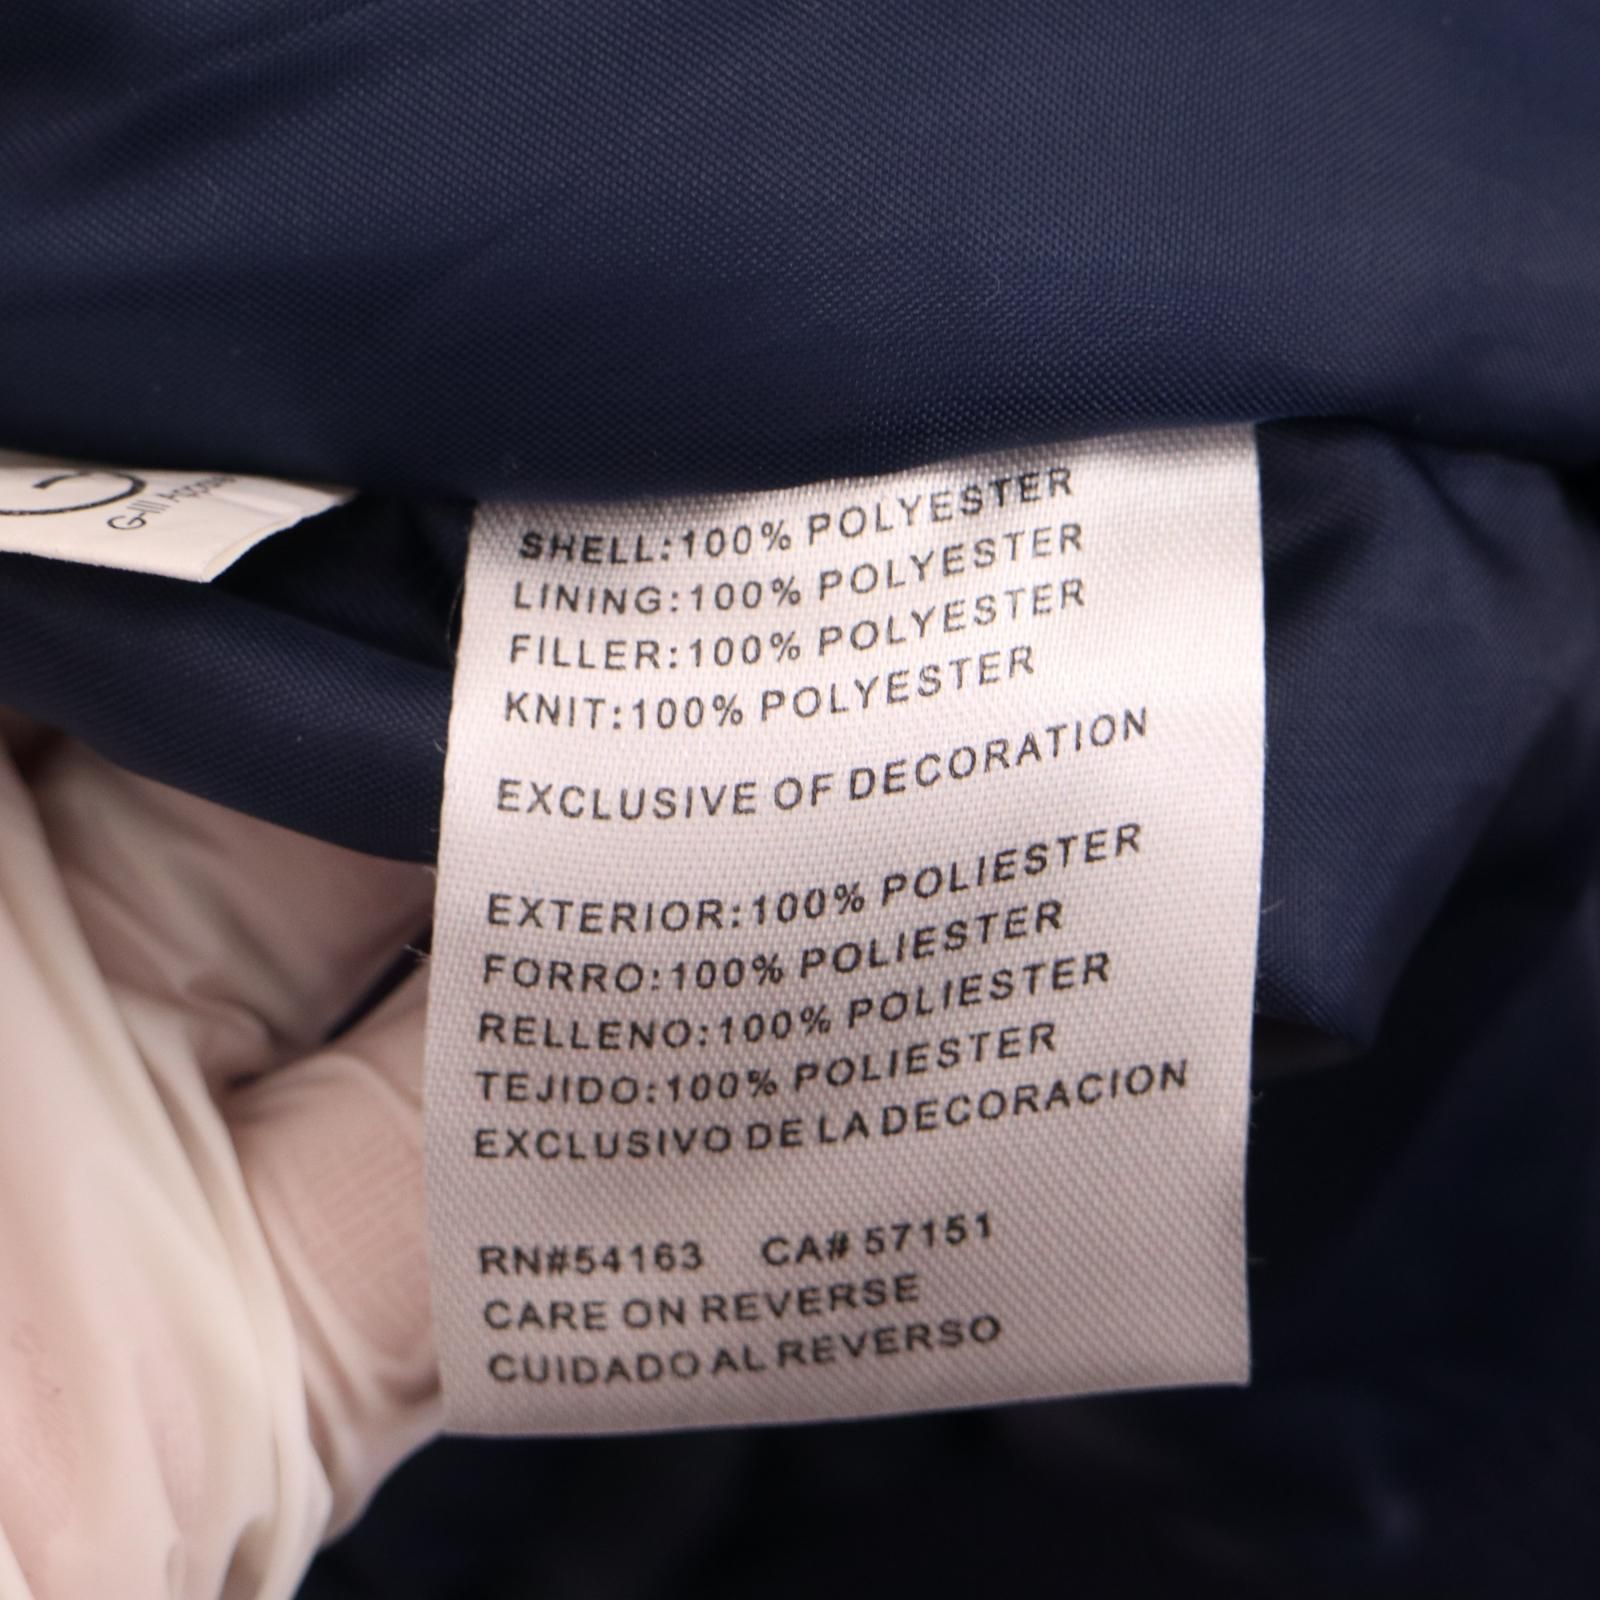 G-III
SHELL:100% POLYESTER
LINING:100% POLYESTER
FILLER:100% POLYESTER
KNIT:100% POLYESTER
EXCLUSIVE OF DECORATION
EXTERIOR:100% POLIESTER
FORRO:100% POLIESTER
RELLENO:100% POLIESTER
TEJIDO:100% POLIESTER
EXCLUSIVO DE LA DECORACION
RN#54163 CA# 57151
CARE ON REVERSE
CUIDADO AL REVERSO